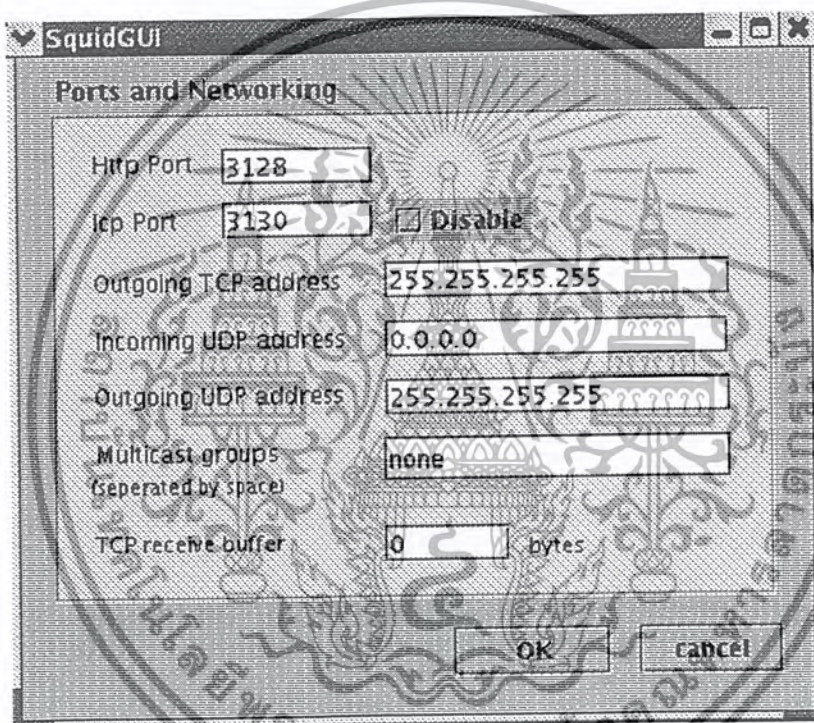 SquidGUI
Ports and Networking
Http Port 3128
Icp Port 3130 Disable
Outgoing TCP address 255.255.255.255
Incoming UDP address 0.0.0.0
Outgoing UDP address 255.255.255.255
Multicast groups none
(seperated by space)
TCP receive buffer 0 bytes
OK cancel